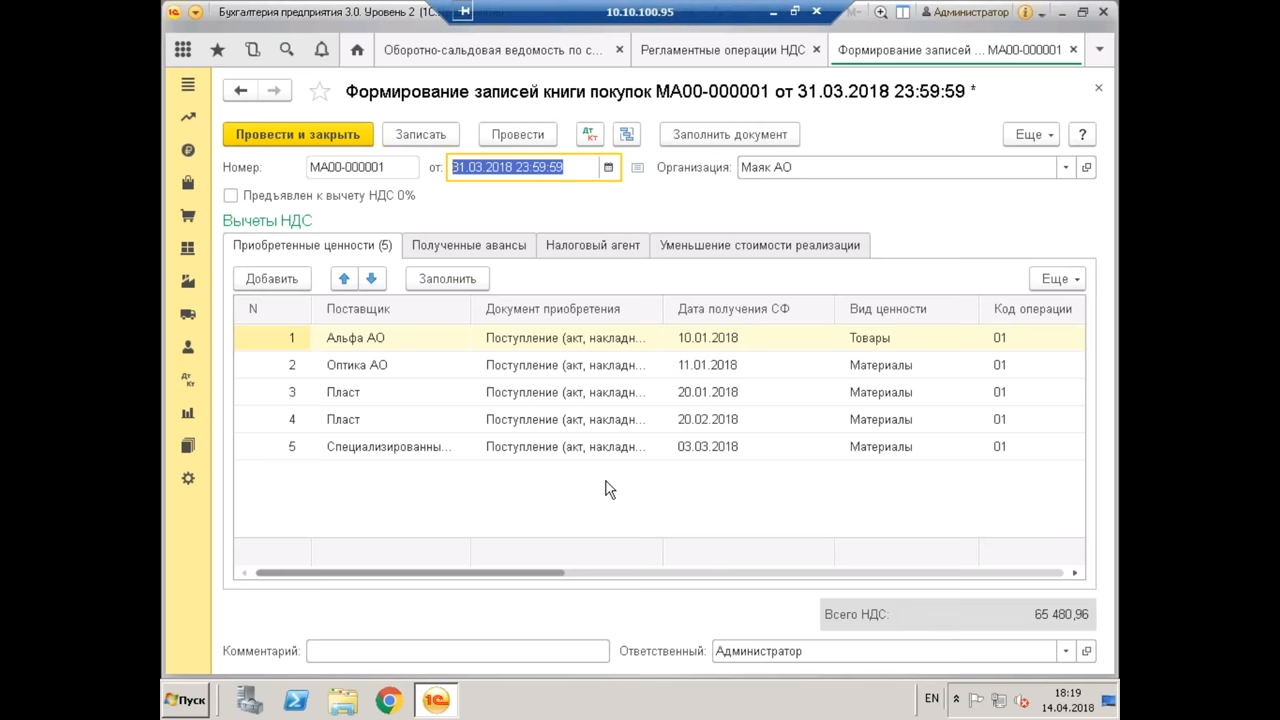 Бухгалтерия предприятия 3.0. Уровень 2 [1С.
10.10.100.95
M-
Администратор
Оборотно-сальдовая ведомость по с...
Регламентные операции НДС
Формирование записей ... МА00-000001
Формирование записей книги покупок МА00-000001 от 31.03.2018 23:59:59 *
Провести и закрыть
Записать
Провести
Дт Кт
Заполнить документ
Еще
?
Номер:
МА00-000001
от:
31.03.2018 23:59:59
Организация:
Маяк АО
Предъявлен к вычету НДС 0%
Вычеты НДС
Приобретенные ценности (5)
Полученные авансы
Налоговый агент
Уменьшение стоимости реализации
Добавить
Заполнить
Еще
N Поставщик Документ приобретения Дата получения СФ Вид ценности Код операции
1 Альфа АО Поступление (акт, накладн... 10.01.2018 Товары 01
2 Оптика АО Поступление (акт, накладн... 11.01.2018 Материалы 01
3 Пласт Поступление (акт, накладн... 20.01.2018 Материалы 01
4 Пласт Поступление (акт, накладн... 20.02.2018 Материалы 01
5 Специализированны... Поступление (акт, накладн... 03.03.2018 Материалы 01
Всего НДС: 65 480,96
Комментарий:
Ответственный:
Администратор
Пуск
EN
18:19
14.04.2018